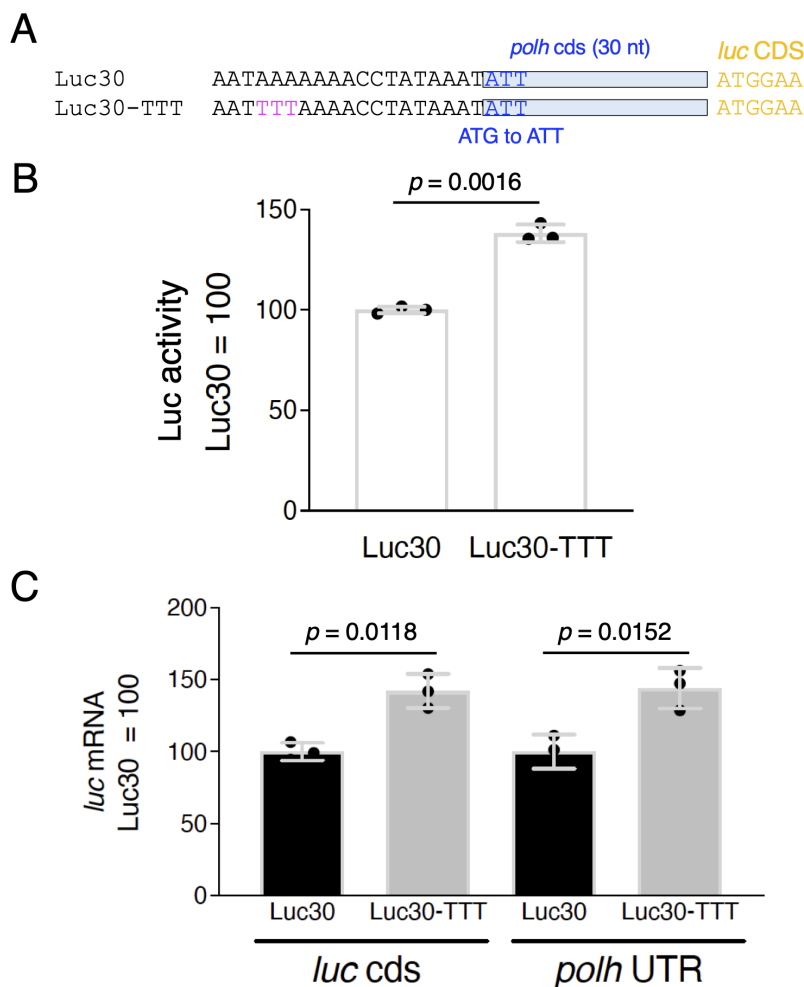 A
polh cds (30 nt)
luc CDS
Luc30 AATAAAAAAACCTATAAATATT ATGGAA
Luc30-TTT AATTTTAAAACCTATAAATATT ATGGAA
ATG to ATT
B
p = 0.0016
150
100
50
0
Luc activity
Luc30 = 100
Luc30 Luc30-TTT
C
200
150
100
50
0
luc mRNA
Luc30 = 100
p = 0.0118 p = 0.0152
Luc30 Luc30-TTT Luc30 Luc30-TTT
luc cds polh UTR